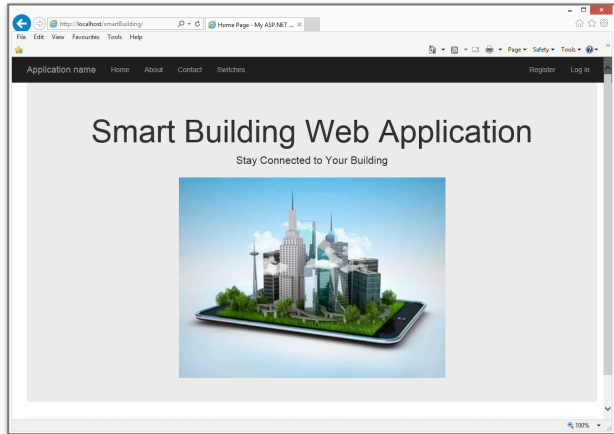 http://localhost/smartBuilding/
Home Page - My ASP.NET ...
File Edit View Favourites Tools Help
Page Safety Tools
Application name Home About Contact Switches Register Log in
Smart Building Web Application
Stay Connected to Your Building
100%